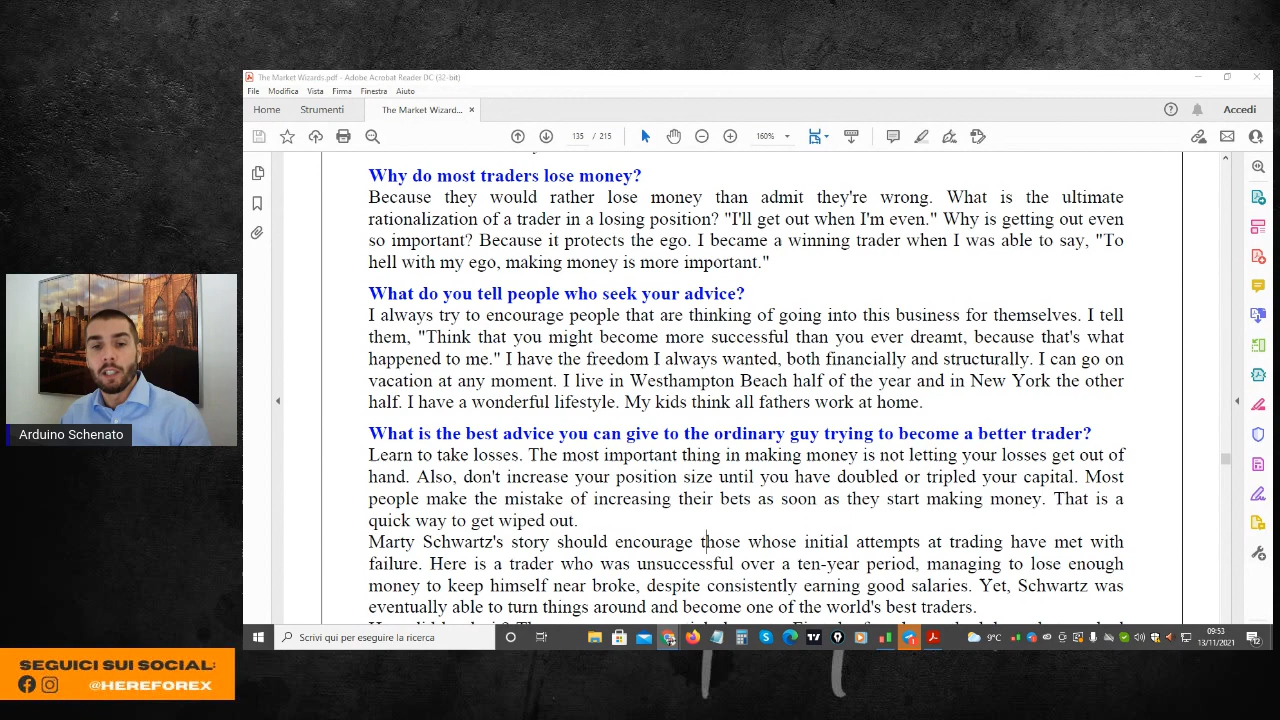 The Market Wizards.pdf - Adobe Acrobat Reader DC (32-bit)
File Modifica Vista Firma Finestra Aiuto
Home Strumenti The Market Wizard... × Accedi
135 / 215 160%
Why do most traders lose money?
Because they would rather lose money than admit they're wrong. What is the ultimate
rationalization of a trader in a losing position? "I'll get out when I'm even." Why is getting out even
so important? Because it protects the ego. I became a winning trader when I was able to say, "To
hell with my ego, making money is more important."
What do you tell people who seek your advice?
I always try to encourage people that are thinking of going into this business for themselves. I tell
them, "Think that you might become more successful than you ever dreamt, because that's what
happened to me." I have the freedom I always wanted, both financially and structurally. I can go on
vacation at any moment. I live in Westhampton Beach half of the year and in New York the other
half. I have a wonderful lifestyle. My kids think all fathers work at home.
What is the best advice you can give to the ordinary guy trying to become a better trader?
Learn to take losses. The most important thing in making money is not letting your losses get out of
hand. Also, don't increase your position size until you have doubled or tripled your capital. Most
people make the mistake of increasing their bets as soon as they start making money. That is a
quick way to get wiped out.
Marty Schwartz's story should encourage those whose initial attempts at trading have met with
failure. Here is a trader who was unsuccessful over a ten-year period, managing to lose enough
money to keep himself near broke, despite consistently earning good salaries. Yet, Schwartz was
eventually able to turn things around and become one of the world's best traders.
Arduino Schenato
Scrivi qui per eseguire la ricerca
9°C
09:53
13/11/2021
SEGUICI SUI SOCIAL:
@HEREFOREX